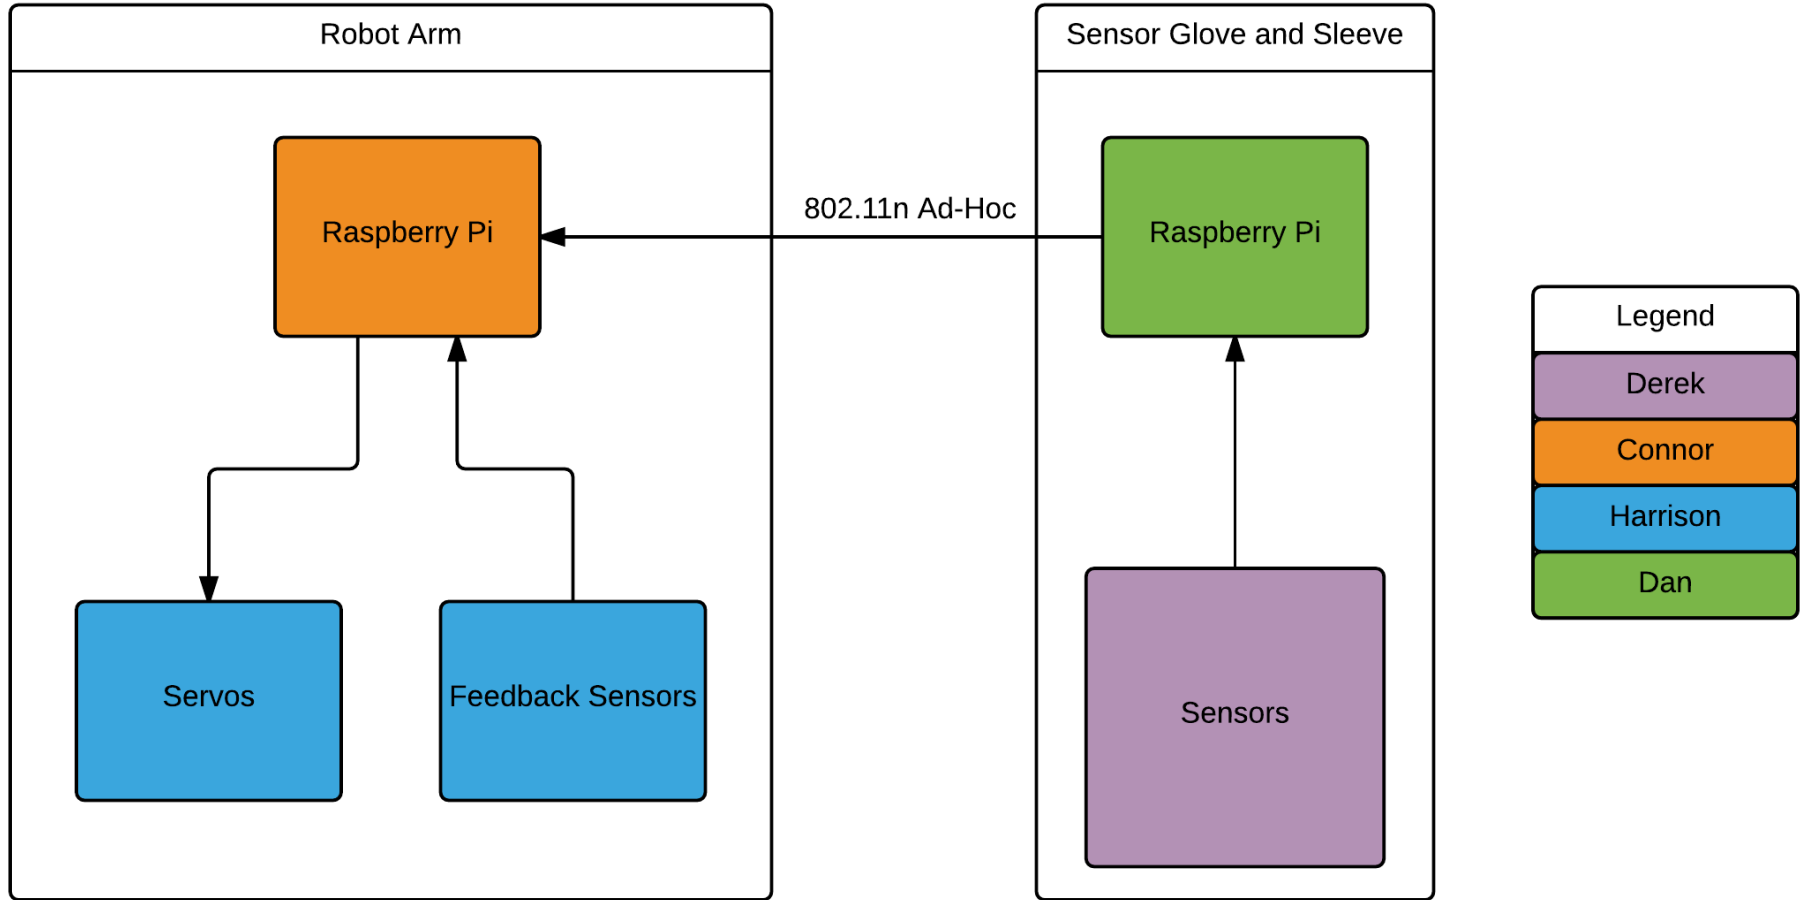 Robot Arm
Raspberry Pi
Servos
Feedback Sensors
802.11n Ad-Hoc
Sensor Glove and Sleeve
Raspberry Pi
Sensors
Legend
Derek
Connor
Harrison
Dan